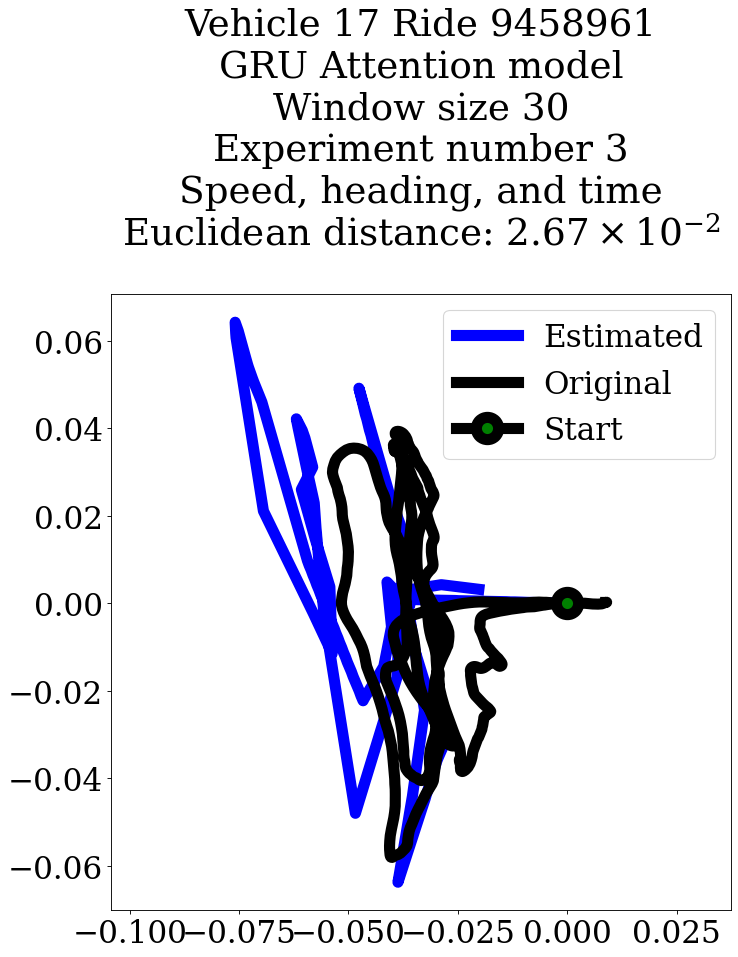 Vehicle 17 Ride 9458961
GRU Attention model
Window size 30
Experiment number 3
Speed, heading, and time
Euclidean distance: 2.67 × 10⁻²
Estimated
Original
Start
0.06
0.04
0.02
0.00
−0.02
−0.04
−0.06
−0.100 −0.075 −0.050 −0.025 0.000 0.025